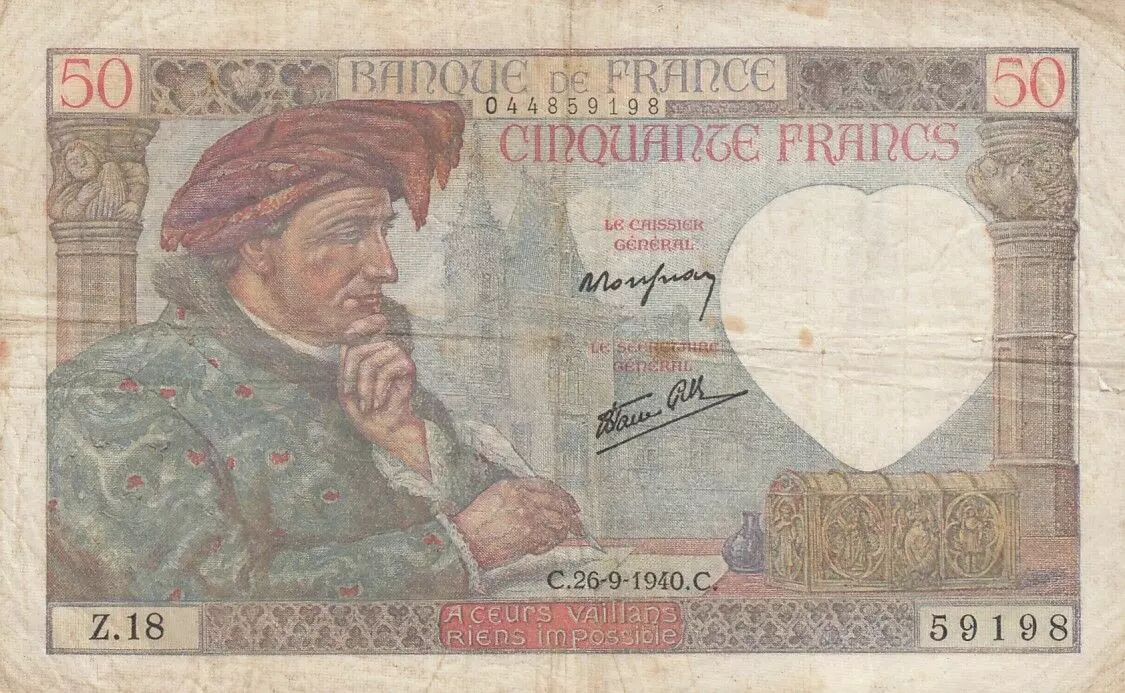 50 BANQUE DE FRANCE 50
044859198
CINQUANTE FRANCS
LE CAISSIER
GÉNÉRAL
LE SECRÉTAIRE
GÉNÉRAL
C.26-9-1940.C.
Z.18
A CEURS VAILLANS
RIENS IMPOSSIBLE
59198